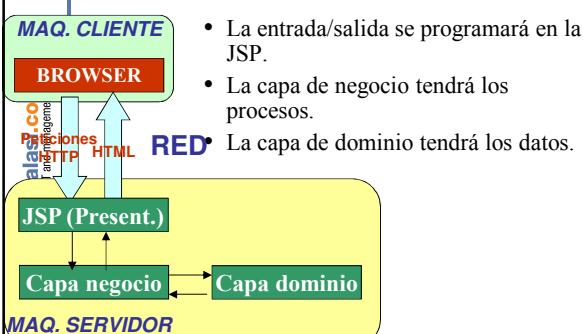 MAQ. CLIENTE
BROWSER
Peticiones
HTTP
HTML
RED
JSP (Present.)
Capa negocio
Capa dominio
MAQ. SERVIDOR
• La entrada/salida se programará en la
JSP.
• La capa de negocio tendrá los
procesos.
• La capa de dominio tendrá los datos.